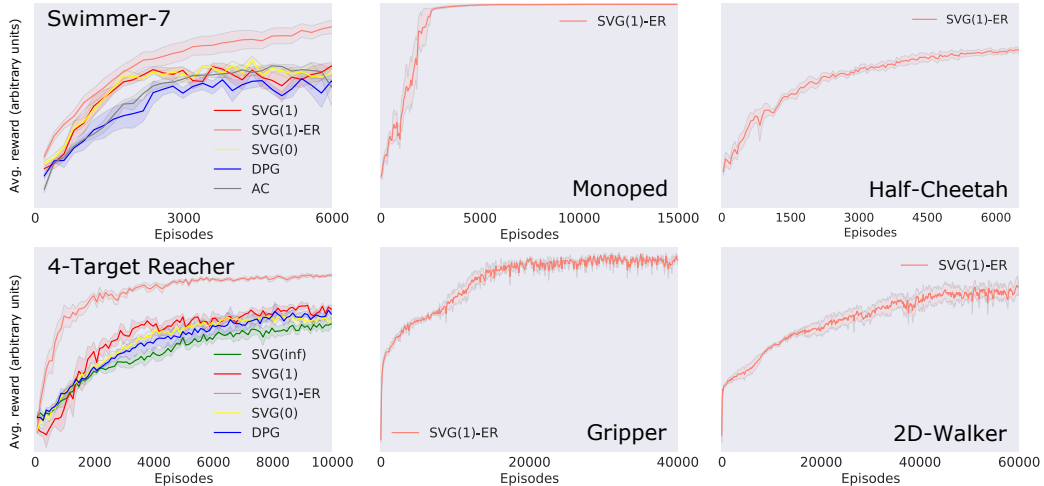 Swimmer-7
Avg. reward (arbitrary units)
SVG(1)
SVG(1)-ER
SVG(0)
DPG
AC
0 3000 6000
Episodes
SVG(1)-ER
Monoped
0 5000 10000 15000
Episodes
SVG(1)-ER
Half-Cheetah
0 1500 3000 4500 6000
Episodes
4-Target Reacher
Avg. reward (arbitrary units)
SVG(inf)
SVG(1)
SVG(1)-ER
SVG(0)
DPG
0 2000 4000 6000 8000 10000
Episodes
SVG(1)-ER
Gripper
0 20000 40000
Episodes
SVG(1)-ER
2D-Walker
0 20000 40000 60000
Episodes